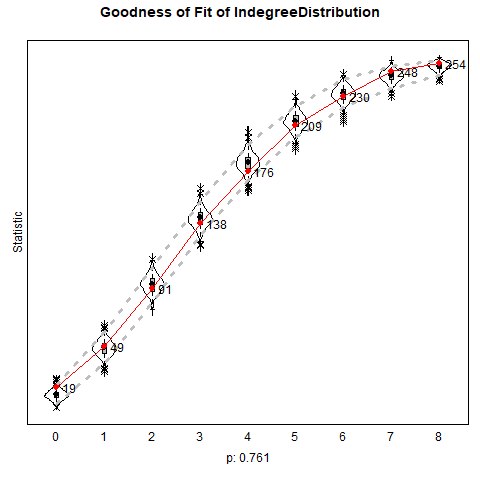 Goodness of Fit of IndegreeDistribution
Statistic
19
49
91
138
176
209
230
248
254
0 1 2 3 4 5 6 7 8
p: 0.761